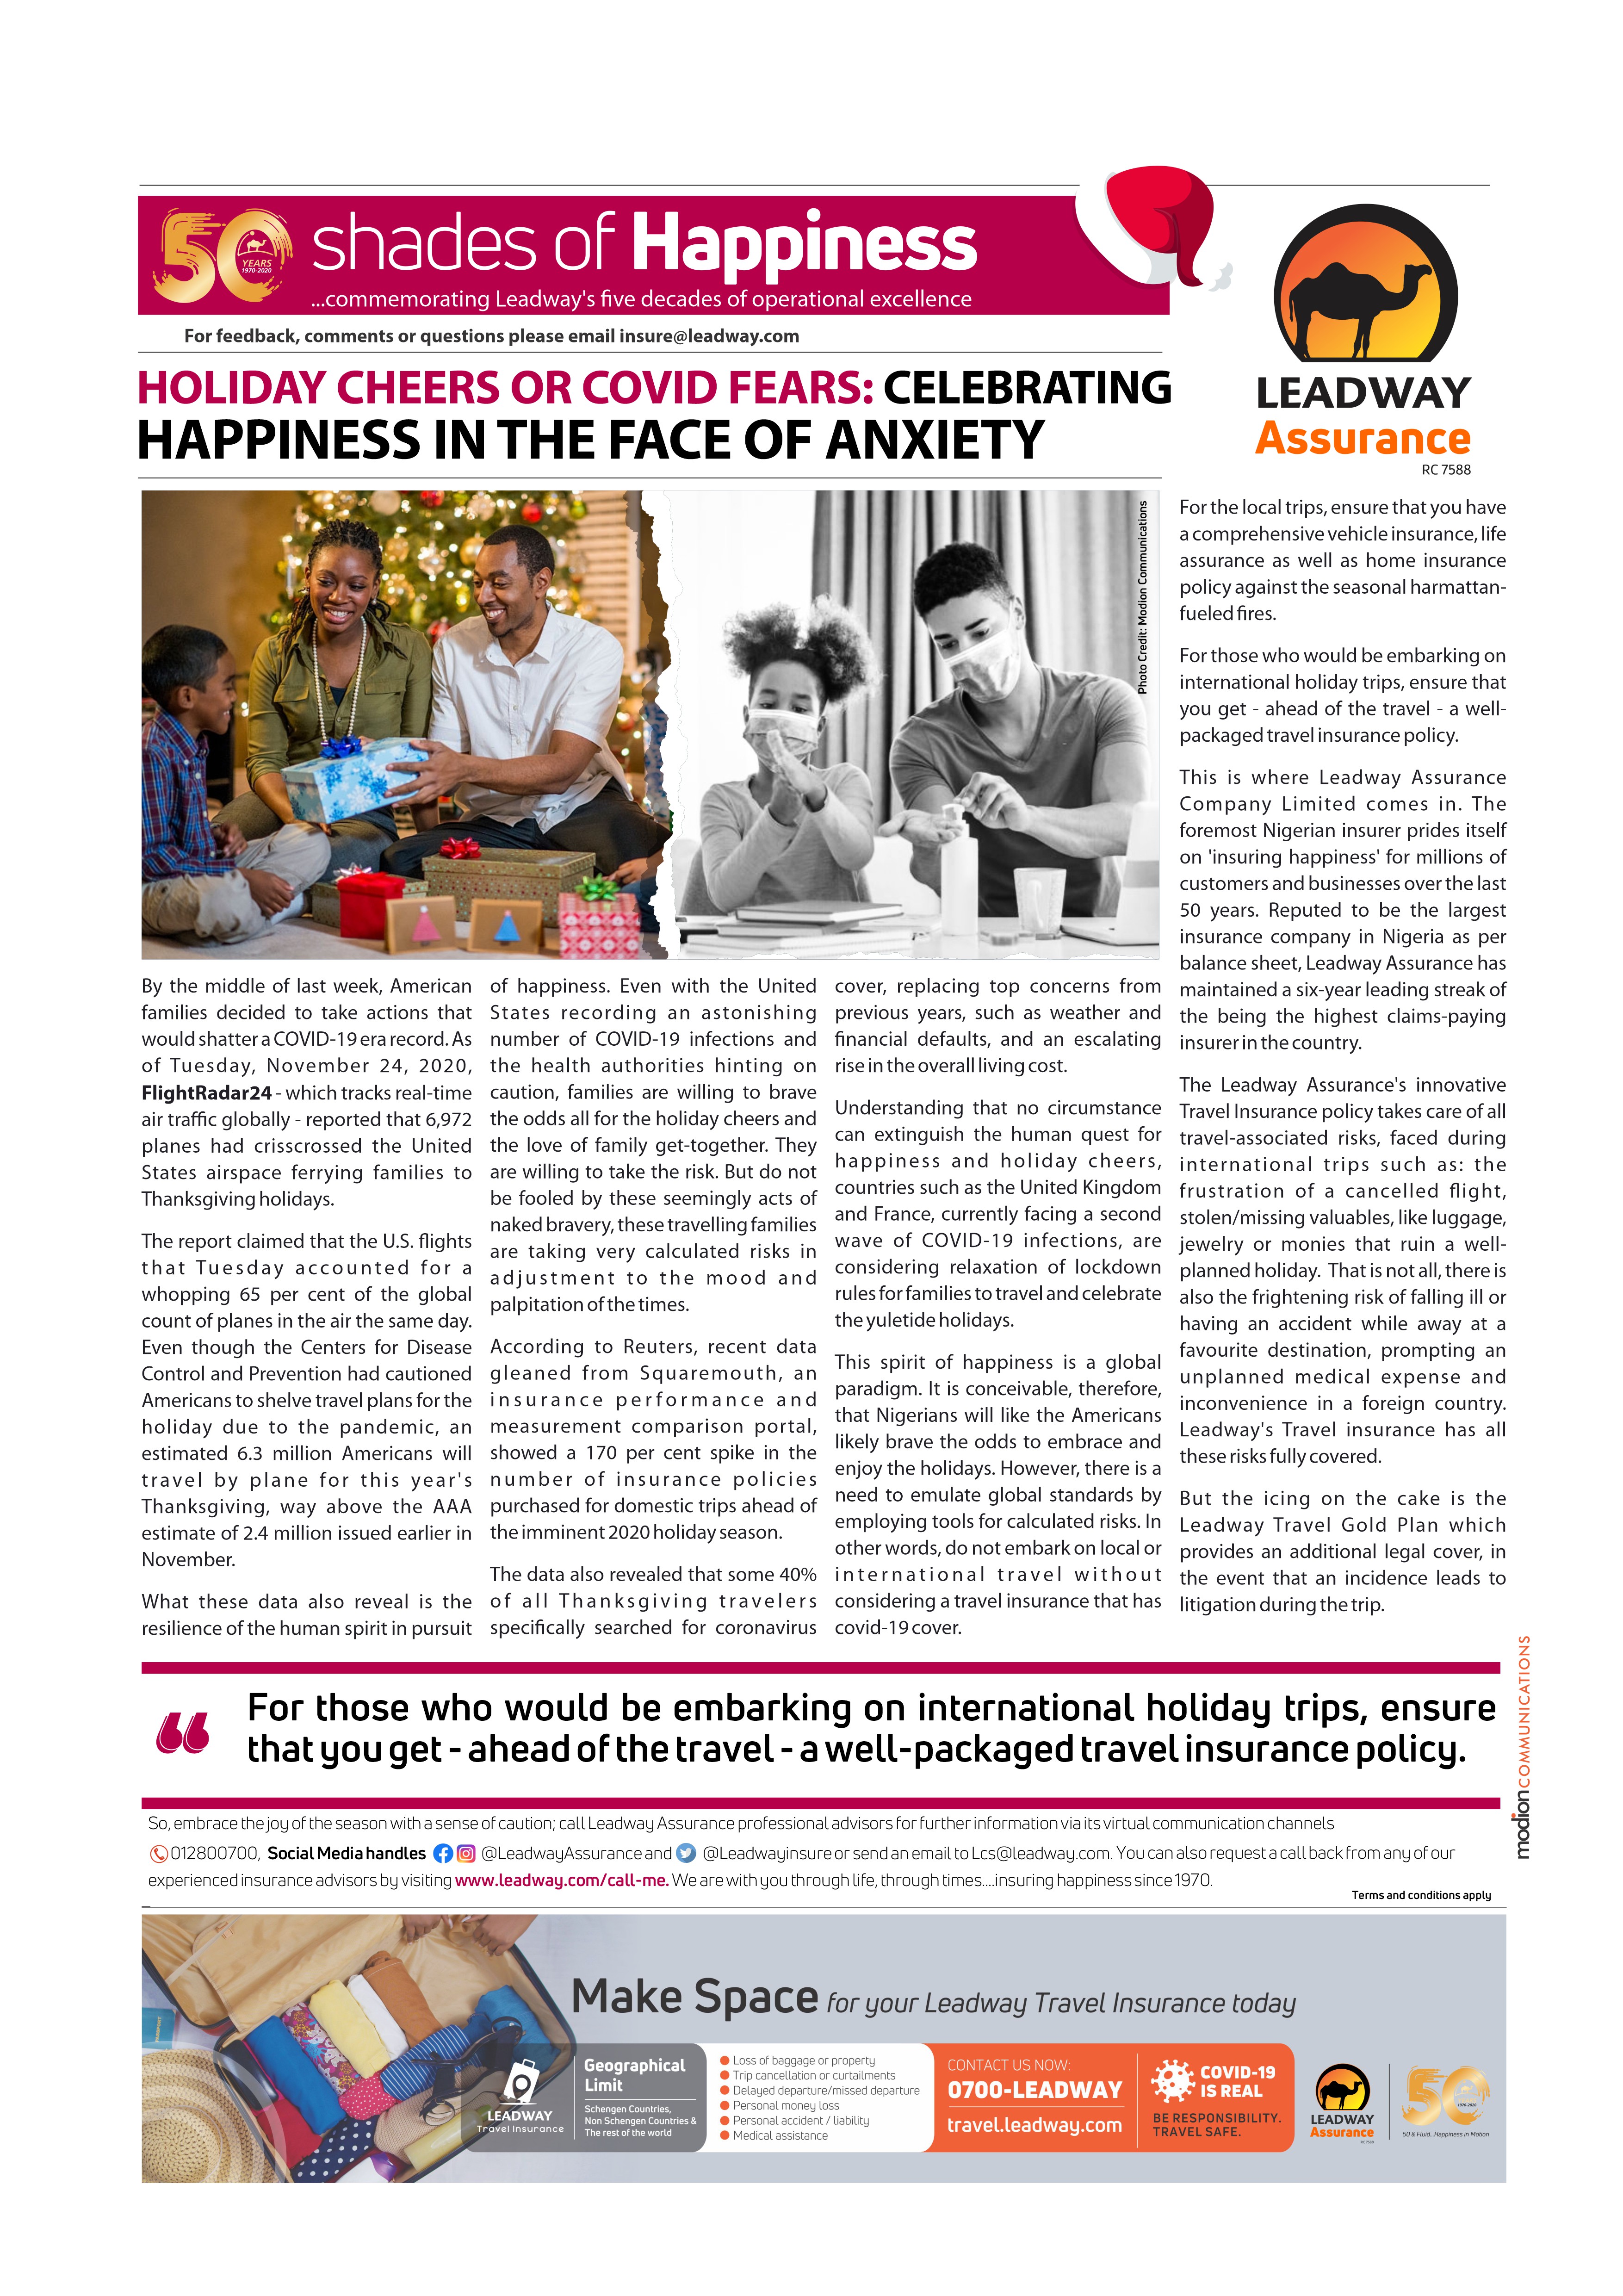 50
YEARS
1970-2020
shades of Happiness
...commemorating Leadway's five decades of operational excellence
For feedback, comments or questions please email insure@leadway.com
HOLIDAY CHEERS OR COVID FEARS: CELEBRATING
HAPPINESS IN THE FACE OF ANXIETY
LEADWAY
Assurance
RC 7588
Photo Credit: Modion Communications
By the middle of last week, American
families decided to take actions that
would shatter a COVID-19 era record. As
of Tuesday, November 24, 2020,
FlightRadar24 - which tracks real-time
air traffic globally - reported that 6,972
planes had crisscrossed the United
States airspace ferrying families to
Thanksgiving holidays.
The report claimed that the U.S. flights
that Tuesday accounted for a
whopping 65 per cent of the global
count of planes in the air the same day.
Even though the Centers for Disease
Control and Prevention had cautioned
Americans to shelve travel plans for the
holiday due to the pandemic, an
estimated 6.3 million Americans will
travel by plane for this year's
Thanksgiving, way above the AAA
estimate of 2.4 million issued earlier in
November.
What these data also reveal is the
resilience of the human spirit in pursuit
of happiness. Even with the United
States recording an astonishing
number of COVID-19 infections and
the health authorities hinting on
caution, families are willing to brave
the odds all for the holiday cheers and
the love of family get-together. They
are willing to take the risk. But do not
be fooled by these seemingly acts of
naked bravery, these travelling families
are taking very calculated risks in
adjustment to the mood and
palpitation of the times.
According to Reuters, recent data
gleaned from Squaremouth, an
insurance performance and
measurement comparison portal,
showed a 170 per cent spike in the
number of insurance policies
purchased for domestic trips ahead of
the imminent 2020 holiday season.
The data also revealed that some 40%
of all Thanksgiving travelers
specifically searched for coronavirus
cover, replacing top concerns from
previous years, such as weather and
financial defaults, and an escalating
rise in the overall living cost.
Understanding that no circumstance
can extinguish the human quest for
happiness and holiday cheers,
countries such as the United Kingdom
and France, currently facing a second
wave of COVID-19 infections, are
considering relaxation of lockdown
rules for families to travel and celebrate
the yuletide holidays.
This spirit of happiness is a global
paradigm. It is conceivable, therefore,
that Nigerians will like the Americans
likely brave the odds to embrace and
enjoy the holidays. However, there is a
need to emulate global standards by
employing tools for calculated risks. In
other words, do not embark on local or
international travel without
considering a travel insurance that has
covid-19 cover.
For the local trips, ensure that you have
a comprehensive vehicle insurance, life
assurance as well as home insurance
policy against the seasonal harmattan-
fueled fires.
For those who would be embarking on
international holiday trips, ensure that
you get - ahead of the travel - a well-
packaged travel insurance policy.
This is where Leadway Assurance
Company Limited comes in. The
foremost Nigerian insurer prides itself
on 'insuring happiness' for millions of
customers and businesses over the last
50 years. Reputed to be the largest
insurance company in Nigeria as per
balance sheet, Leadway Assurance has
maintained a six-year leading streak of
the being the highest claims-paying
insurer in the country.
The Leadway Assurance's innovative
Travel Insurance policy takes care of all
travel-associated risks, faced during
international trips such as: the
frustration of a cancelled flight,
stolen/missing valuables, like luggage,
jewelry or monies that ruin a well-
planned holiday. That is not all, there is
also the frightening risk of falling ill or
having an accident while away at a
favourite destination, prompting an
unplanned medical expense and
inconvenience in a foreign country.
Leadway's Travel insurance has all
these risks fully covered.
But the icing on the cake is the
Leadway Travel Gold Plan which
provides an additional legal cover, in
the event that an incidence leads to
litigation during the trip.
“ For those who would be embarking on international holiday trips, ensure
that you get - ahead of the travel - a well-packaged travel insurance policy.
modion COMMUNICATIONS
So, embrace the joy of the season with a sense of caution; call Leadway Assurance professional advisors for further information via its virtual communication channels
012800700, Social Media handles @LeadwayAssurance and @Leadwayinsure or send an email to Lcs@leadway.com. You can also request a call back from any of our
experienced insurance advisors by visiting www.leadway.com/call-me. We are with you through life, through times....insuring happiness since 1970.
Terms and conditions apply
PASSPORT
Make Space for your Leadway Travel Insurance today
LEADWAY
Travel Insurance
Geographical
Limit
Schengen Countries,
Non Schengen Countries &
The rest of the world
Loss of baggage or property
Trip cancellation or curtailments
Delayed departure/missed departure
Personal money loss
Personal accident / liability
Medical assistance
CONTACT US NOW:
0700-LEADWAY
travel.leadway.com
COVID-19
IS REAL
BE RESPONSIBILITY.
TRAVEL SAFE.
LEADWAY
Assurance
RC 7588
50
1970-2020
50 & Fluid...Happiness in Motion